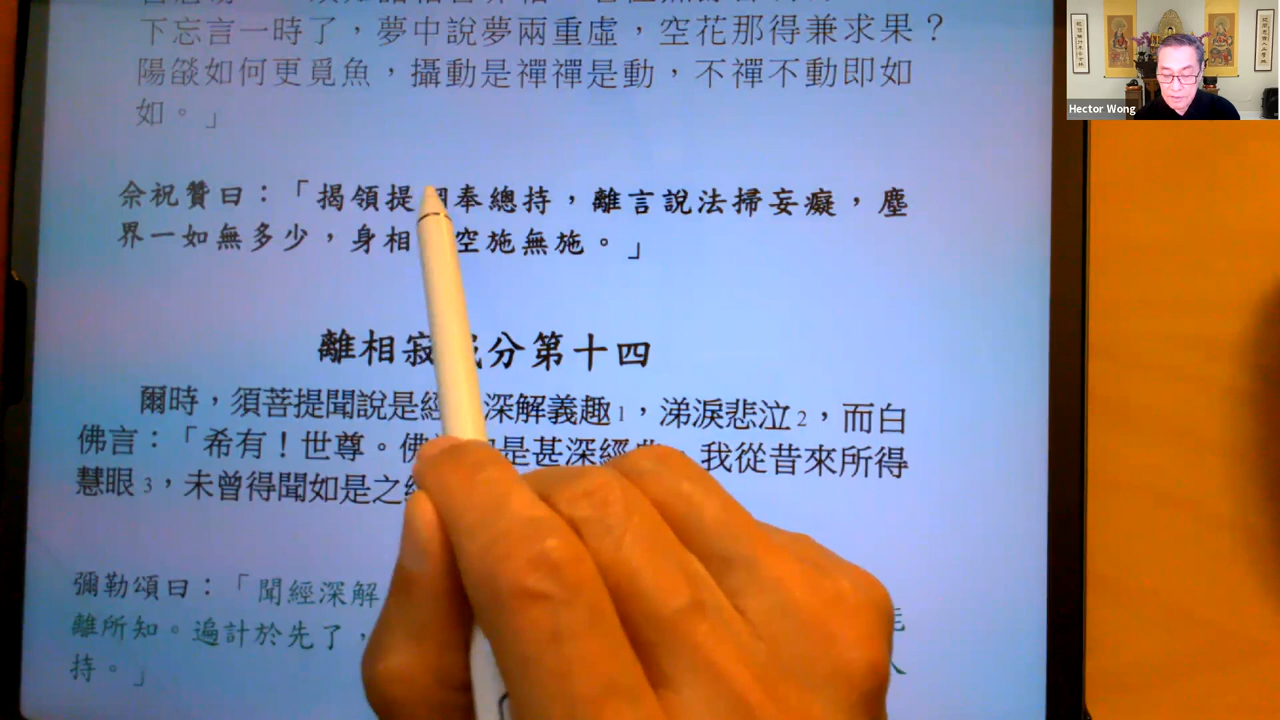 下忘言一時了，夢中說夢兩重虛，空花那得兼求果？
陽燄如何更覓魚，攝動是禪禪是動，不禪不動即如
如。」
佘祝贊曰：「揭領提 奉總持，離言說法掃妄癡，塵
界一如無多少，身相 空施無施。」
離相寂 分第十四
爾時，須菩提聞說是經 深解義趣1，涕淚悲泣2，而白
佛言：「希有！世尊。佛 是甚深經 我從昔來所得
慧眼3，未曾得聞如是之
彌勒頌曰：「聞經深解
離所知。遍計於先了，
持。」
Hector Wong